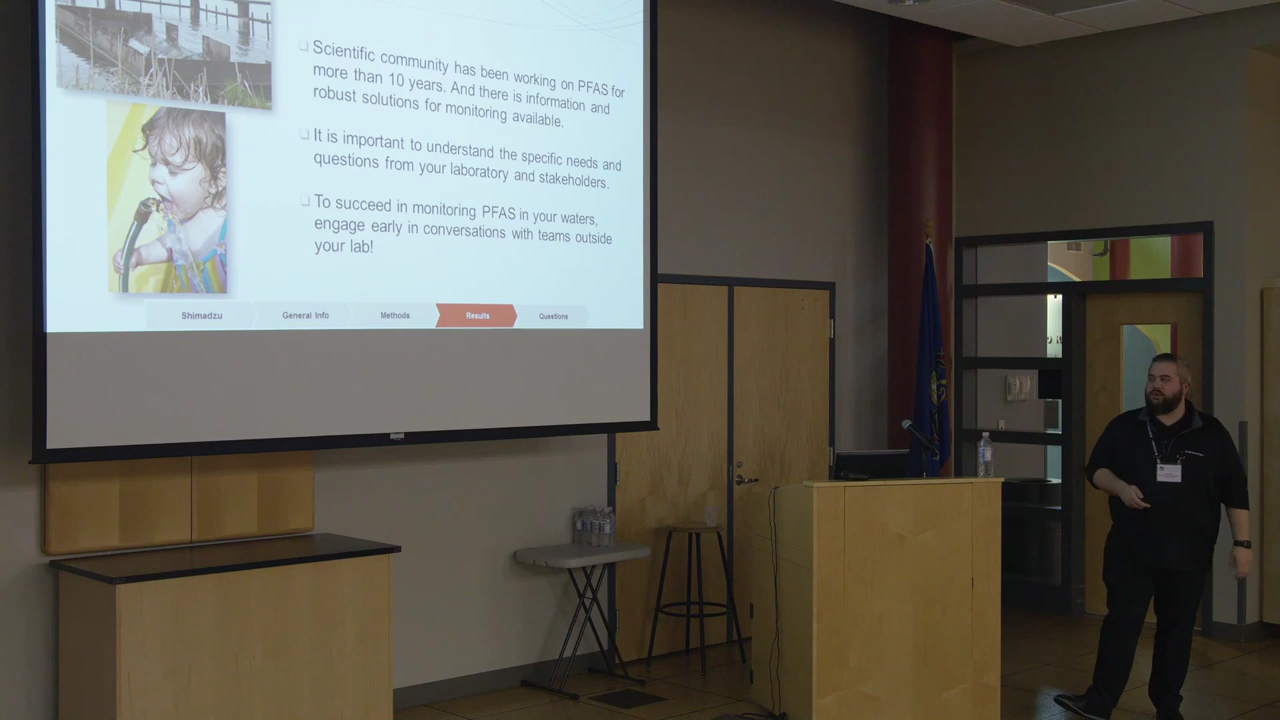 Scientific community has been working on PFAS for
more than 10 years. And there is information and
robust solutions for monitoring available.
It is important to understand the specific needs and
questions from your laboratory and stakeholders.
To succeed in monitoring PFAS in your waters,
engage early in conversations with teams outside
your lab!
Shimadzu
General Info
Methods
Results
Questions